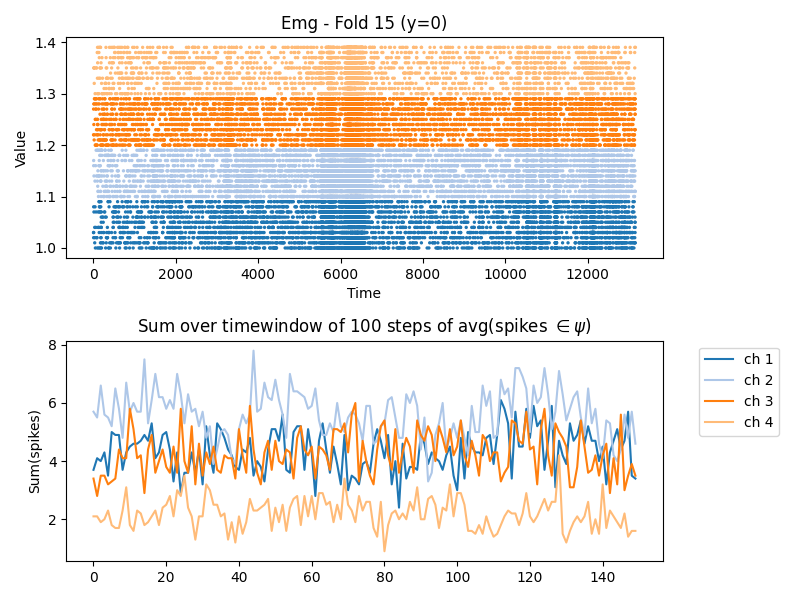 Emg - Fold 15 (y=0)
1.4
1.3
1.2
1.1
1.0
Value
0 2000 4000 6000 8000 10000 12000
Time
Sum over timewindow of 100 steps of avg(spikes ∈ ψ)
8
6
4
2
Sum(spikes)
0 20 40 60 80 100 120 140
ch 1
ch 2
ch 3
ch 4